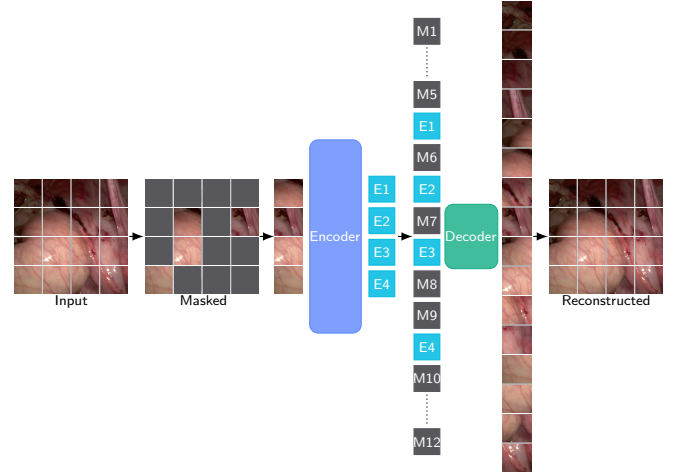 Input
Masked
Encoder
E1
E2
E3
E4
M1
M5
E1
M6
E2
M7
E3
M8
M9
E4
M10
M12
Decoder
Reconstructed